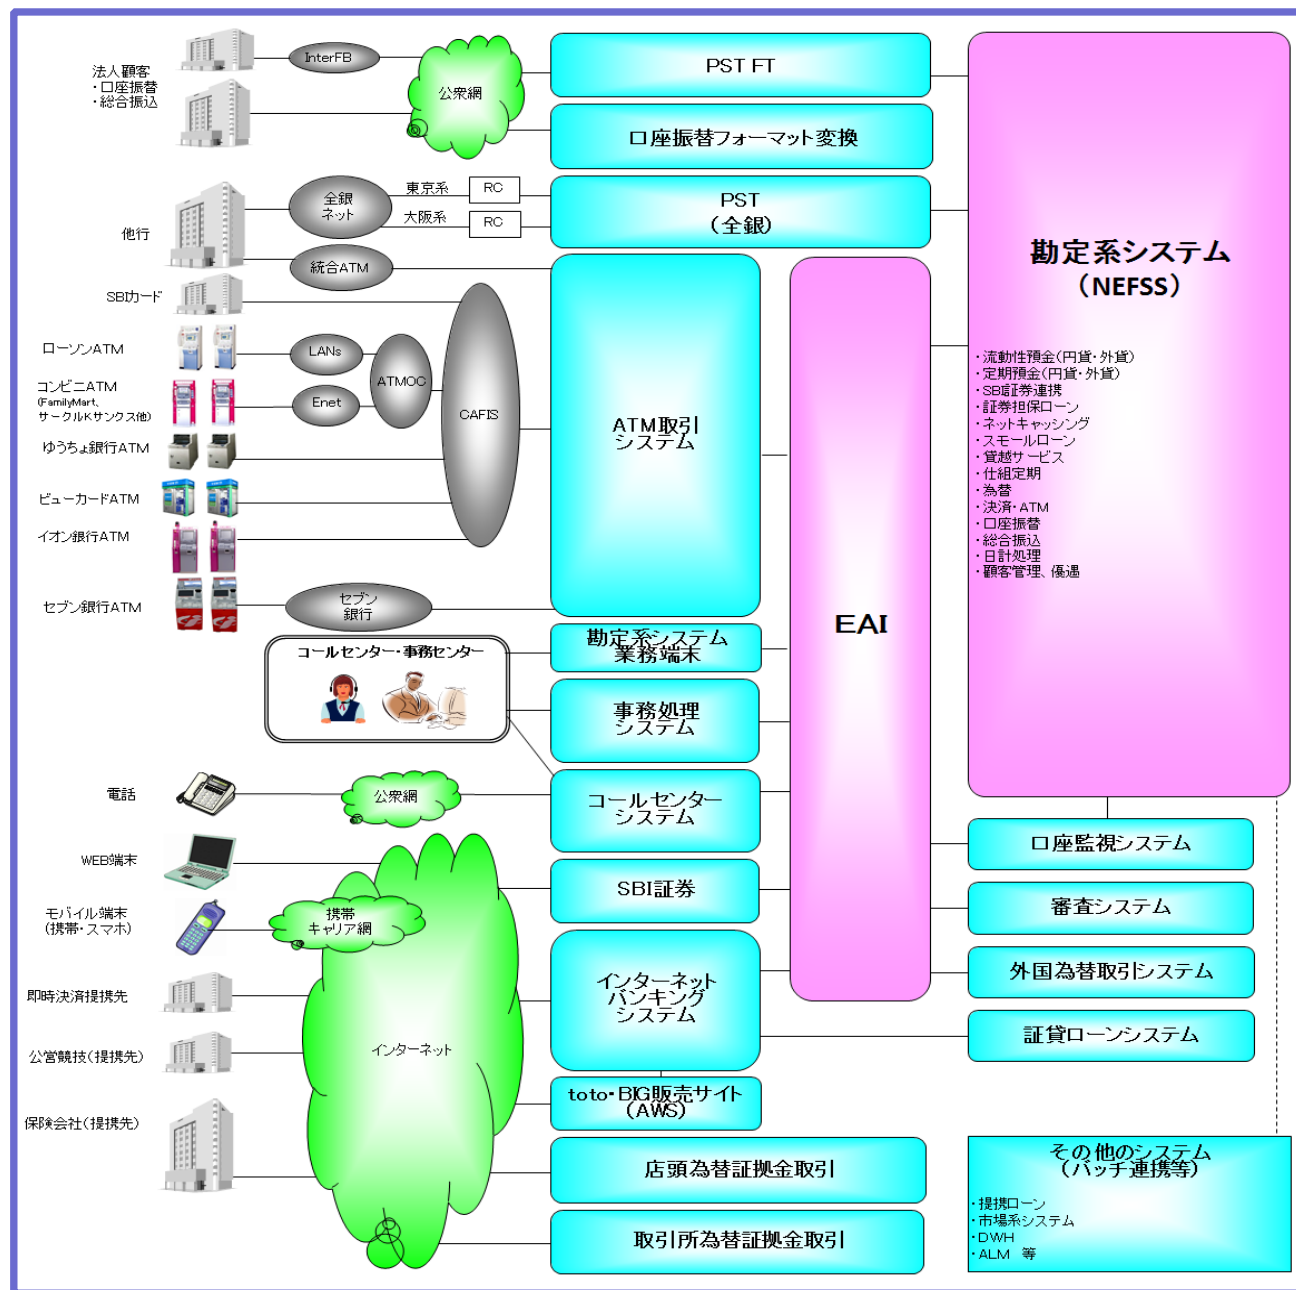 法人顧客
・口座振替
・総合振込
InterFB
公衆網
PST FT
口座振替フォーマット変換
他行
全銀
ネット
東京系
RC
大阪系
RC
PST
(全銀)
統合ATM
SBIカード
ローソンATM
LANs
コンビニATM
(FamilyMart、
サークルKサンクス他)
Enet
ATMOC
CAFIS
ゆうちょ銀行ATM
ビューカードATM
イオン銀行ATM
セブン銀行ATM
セブン
銀行
ATM取引
システム
コールセンター・事務センター
勘定系システム
業務端末
事務処理
システム
電話
公衆網
コールセンター
システム
WEB端末
SBI証券
モバイル端末
(携帯・スマホ)
携帯
キャリア網
即時決済提携先
公営競技(提携先)
保険会社(提携先)
インターネット
インターネット
バンキング
システム
toto・BIG販売サイト
(AWS)
店頭為替証拠金取引
取引所為替証拠金取引
EAI
勘定系システム
(NEFSS)
・流動性預金(円貨・外貨)
・定期預金(円貨・外貨)
・SBI証券連携
・証券担保ローン
・ネットキャッシング
・スモールローン
・貸越サービス
・仕組定期
・為替
・決済・ATM
・口座振替
・総合振込
・日計処理
・顧客管理、優遇
口座監視システム
審査システム
外国為替取引システム
証貸ローンシステム
その他のシステム
(バッチ連携等)
・提携ローン
・市場系システム
・DWH
・ALM 等